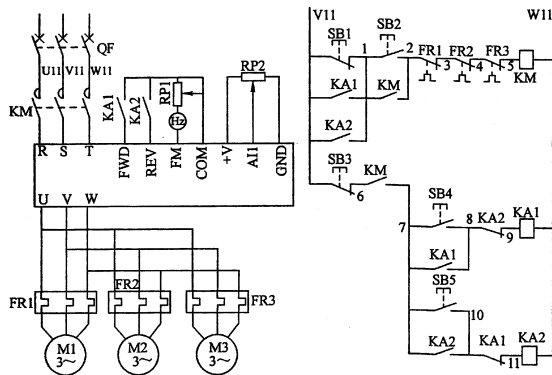 QF
U11 V11 W11
KM
KA1
KA2
RP1
Hz
RP2
R S T
FWD
REV
FM
COM
+V
AI1
GND
U V W
FR1
FR2
FR3
M1
3~
M2
3~
M3
3~
V11
W11
SB1
1
SB2
2
FR1
3
FR2
4
FR3
5
KM
KA1
KM
KA2
SB3
6
KM
7
SB4
8
KA2
9
KA1
KA1
SB5
10
KA2
KA1
11
KA2